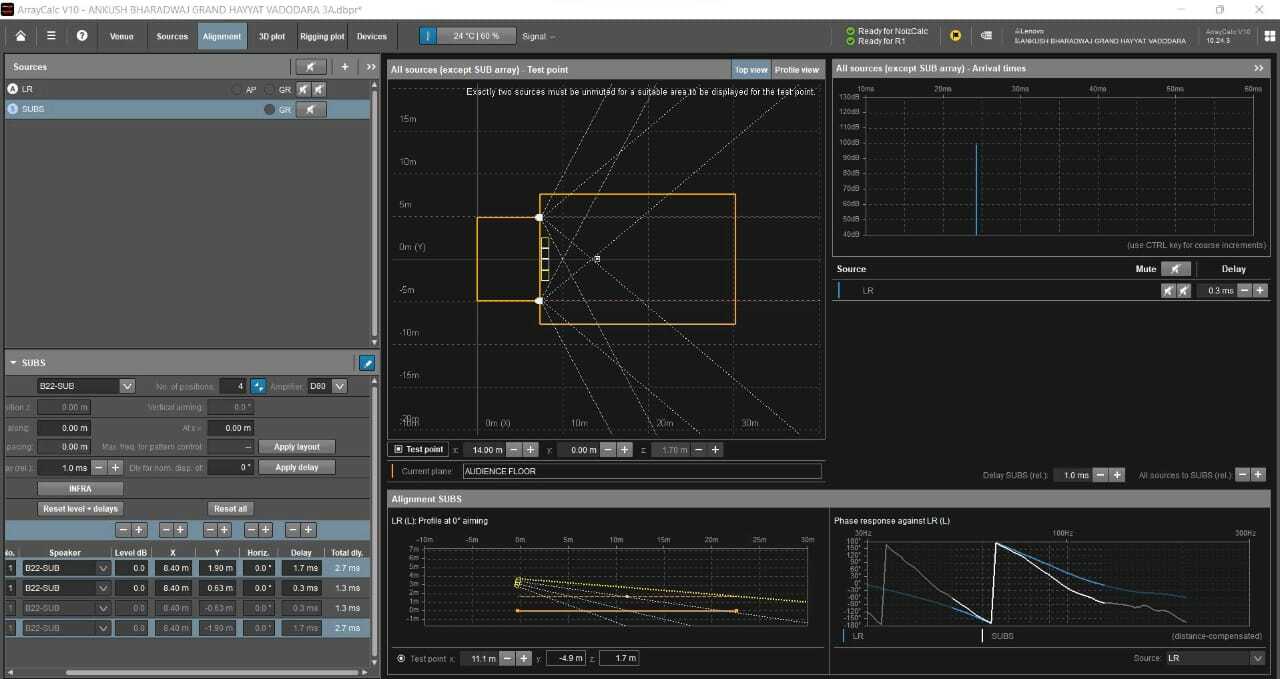 ArrayCalc V10 - ANKUSH BHARADWAJ GRAND HAYYAT VADODARA 3A.dbpr*
Venue Sources Alignment 3D plot Rigging plot Devices 24 °C | 60 % Signal: --
Ready for NoizCalc
Ready for R1
Lenovo
ANKUSH BHARADWAJ GRAND HAYYAT VADODARA
ArrayCalc V10
10.24.3
Sources
A LR AP GR
S SUBS GR
SUBS
B22-SUB No. of positions: 4 Amplifier: D80
sition z: 0.00 m Vertical aiming: 0.0 °
along: 0.00 m At x = 0.00 m
pacing: 0.00 m Max. freq. for pattern control: -- Apply layout
ay (rel.): 1.0 ms Dly for nom. disp. of: 0 ° Apply delay
INFRA
Reset level + delays Reset all
No. Speaker Level dB X Y Horiz. Delay Total dly.
1 B22-SUB 0.0 8.40 m 1.90 m 0.0 ° 1.7 ms 2.7 ms
1 B22-SUB 0.0 8.40 m 0.63 m 0.0 ° 0.3 ms 1.3 ms
1 B22-SUB 0.0 8.40 m -0.63 m 0.0 ° 0.3 ms 1.3 ms
1 B22-SUB 0.0 8.40 m -1.90 m 0.0 ° 1.7 ms 2.7 ms
All sources (except SUB array) - Test point Top view Profile view
Exactly two sources must be unmuted for a suitable area to be displayed for the test point.
15m
10m
5m
0m (Y)
-5m
-10m
-15m
-20m
0m (X) 10m 20m 30m
Test point x: 14.00 m y: 0.00 m z: 1.70 m
Current plane: AUDIENCE FLOOR
All sources (except SUB array) - Arrival times
10ms 20ms 30ms 40ms 50ms 60ms
130dB
120dB
110dB
100dB
90dB
80dB
70dB
60dB
50dB
40dB
(use CTRL key for coarse increments)
Source Mute Delay
LR 0.3 ms
Delay SUBS (rel.): 1.0 ms All sources to SUBS (rel.):
Alignment SUBS
LR (L): Profile at 0° aiming
-10m -5m 0m 5m 10m 15m 20m 25m 30m
7m
6m
5m
4m
3m
2m
1m
0m
-1m
Test point x: 11.1 m y: -4.9 m z: 1.7 m
Phase response against LR (L)
30Hz 100Hz 300Hz
180°
150°
120°
90°
60°
30°
0°
-30°
-60°
-90°
-120°
-150°
-180°
LR SUBS (distance-compensated)
Source: LR